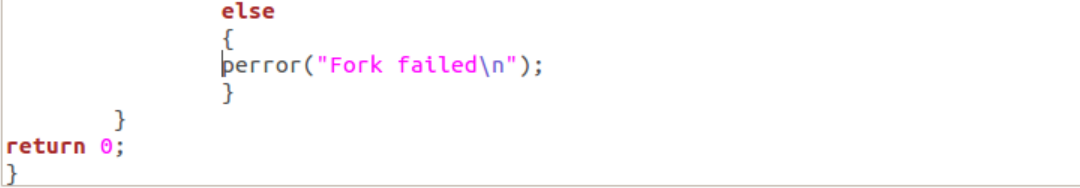 else
{
perror("Fork failed\n");
}
}
return 0;
}